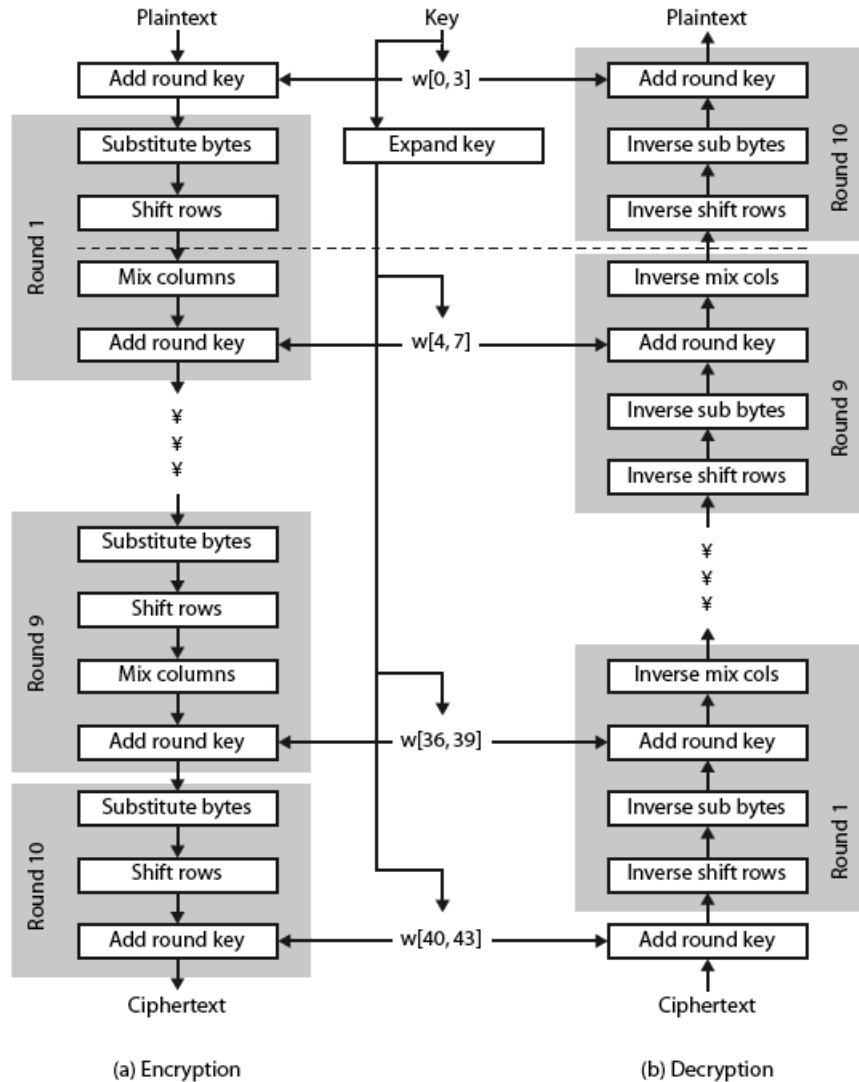 Plaintext
Key
Plaintext
Add round key
w[0, 3]
Add round key
Round 1
Substitute bytes
Expand key
Inverse sub bytes
Round 10
Shift rows
Inverse shift rows
Mix columns
Inverse mix cols
Add round key
w[4, 7]
Add round key
Round 9
¥
¥
¥
Inverse sub bytes
Inverse shift rows
Round 9
Substitute bytes
¥
¥
¥
Shift rows
Mix columns
Inverse mix cols
Round 1
Add round key
w[36, 39]
Add round key
Round 10
Substitute bytes
Inverse sub bytes
Shift rows
Inverse shift rows
Add round key
w[40, 43]
Add round key
Ciphertext
Ciphertext
(a) Encryption
(b) Decryption